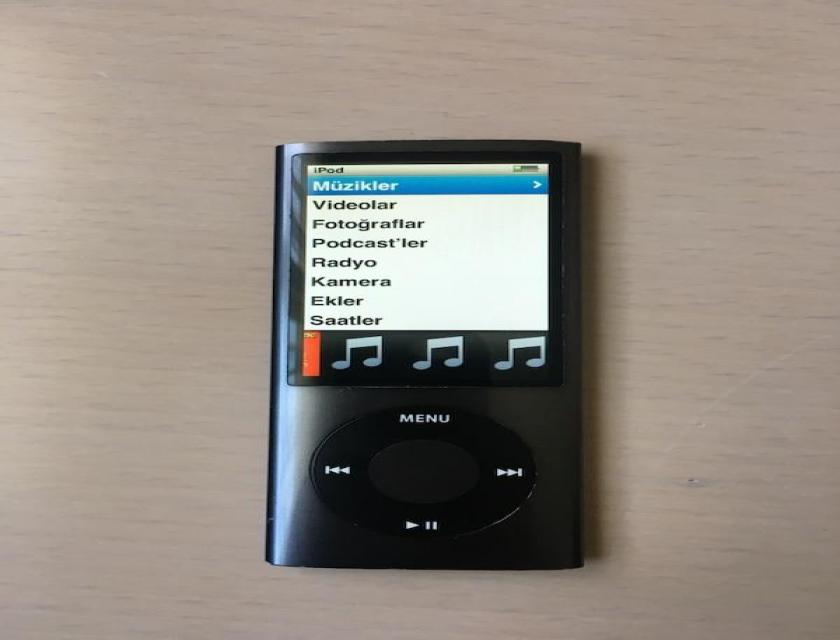 iPod
Müzikler
Videolar
Fotoğraflar
Podcast'ler
Radyo
Kamera
Ekler
Saatler
MENU